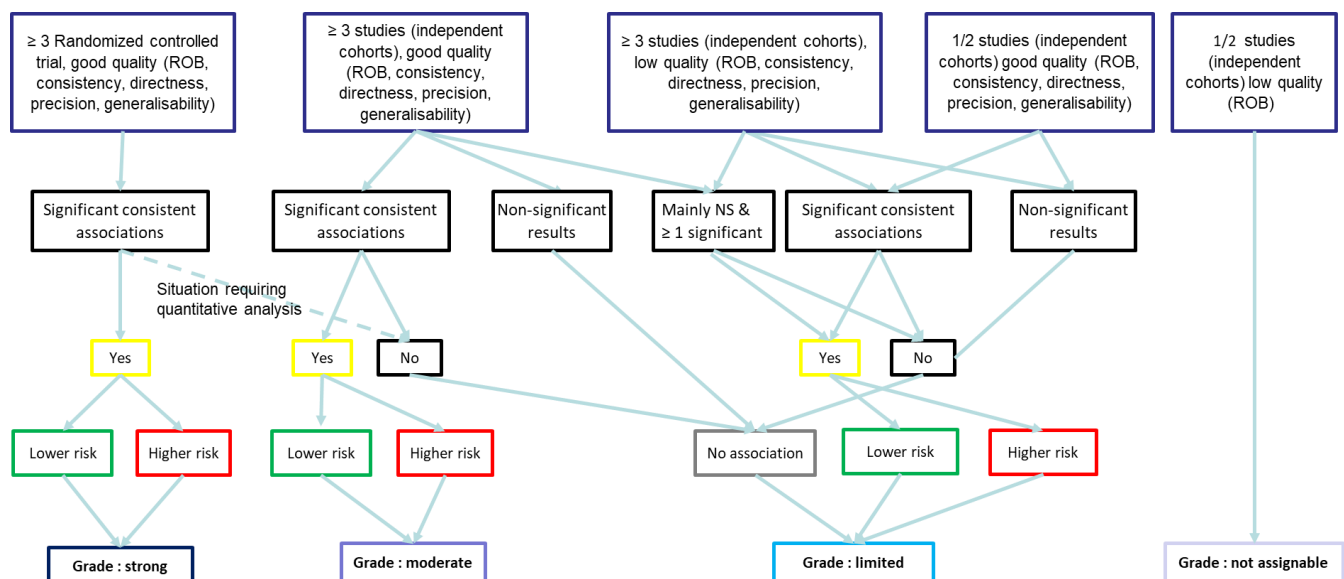 ≥ 3 Randomized controlled
trial, good quality (ROB,
consistency, directness,
precision, generalisability)
≥ 3 studies (independent
cohorts), good quality
(ROB, consistency,
directness, precision,
generalisability)
≥ 3 studies (independent cohorts),
low quality (ROB, consistency,
directness, precision,
generalisability)
1/2 studies (independent
cohorts) good quality (ROB,
consistency, directness,
precision, generalisability)
1/2 studies
(independent
cohorts) low quality
(ROB)
Significant consistent
associations
Significant consistent
associations
Non-significant
results
Mainly NS &
≥ 1 significant
Significant consistent
associations
Non-significant
results
Situation requiring
quantitative analysis
Yes
Yes
No
Yes
No
Lower risk
Higher risk
Lower risk
Higher risk
No association
Lower risk
Higher risk
Grade : strong
Grade : moderate
Grade : limited
Grade : not assignable